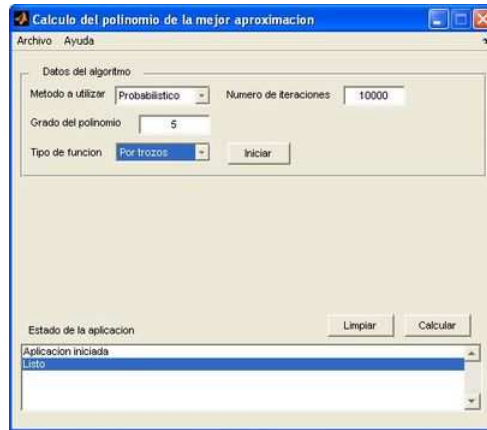 Calculo del polinomio de la mejor aproximacion
Archivo Ayuda
Datos del algoritmo
Metodo a utilizar Probabilistico Numero de iteraciones 10000
Grado del polinomio 5
Tipo de funcion Por trozos Iniciar
Limpiar Calcular
Estado de la aplicacion
Aplicacion iniciada
Listo